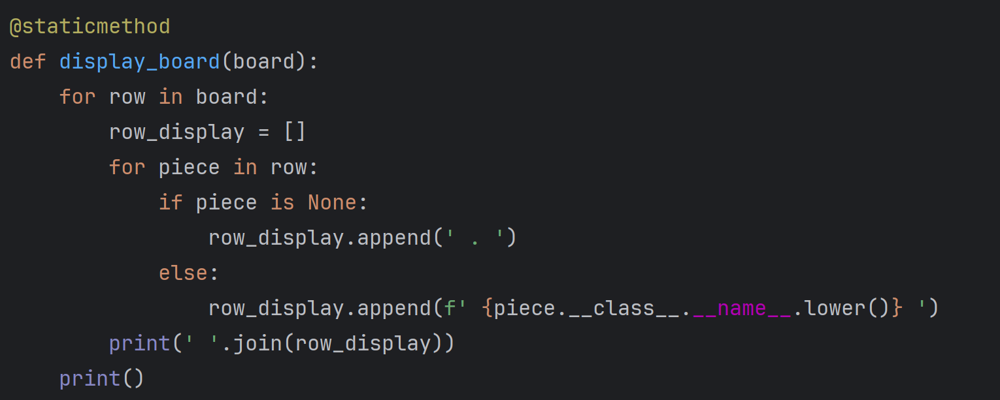 @staticmethod
def display_board(board):
    for row in board:
        row_display = []
        for piece in row:
            if piece is None:
                row_display.append(' . ')
            else:
                row_display.append(f' {piece.__class__.__name__.lower()} ')
        print(' '.join(row_display))
    print()